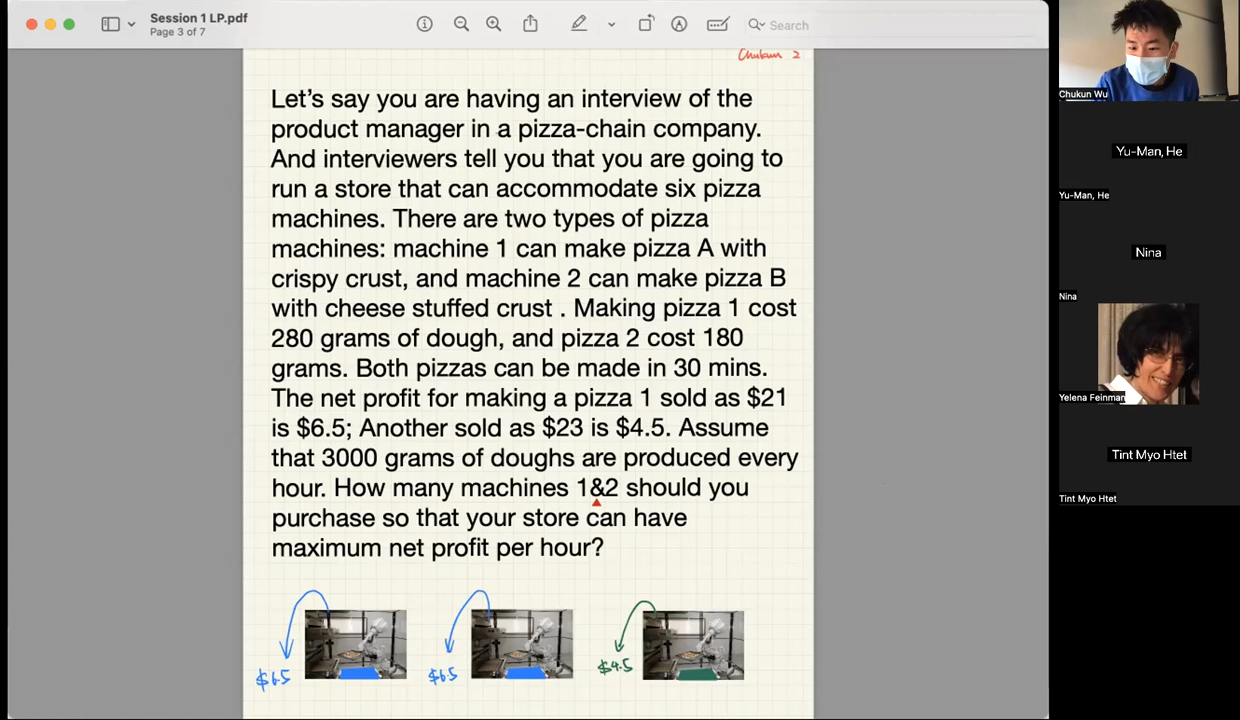 Session 1 LP.pdf
Page 3 of 7
Search
Chukun 2
Let's say you are having an interview of the
product manager in a pizza-chain company.
And interviewers tell you that you are going to
run a store that can accommodate six pizza
machines. There are two types of pizza
machines: machine 1 can make pizza A with
crispy crust, and machine 2 can make pizza B
with cheese stuffed crust . Making pizza 1 cost
280 grams of dough, and pizza 2 cost 180
grams. Both pizzas can be made in 30 mins.
The net profit for making a pizza 1 sold as $21
is $6.5; Another sold as $23 is $4.5. Assume
that 3000 grams of doughs are produced every
hour. How many machines 1&2 should you
purchase so that your store can have
maximum net profit per hour?
$6.5
$6.5
$4.5
Chukun Wu
Yu-Man, He
Yu-Man, He
Nina
Nina
Yelena Feinman
Tint Myo Htet
Tint Myo Htet